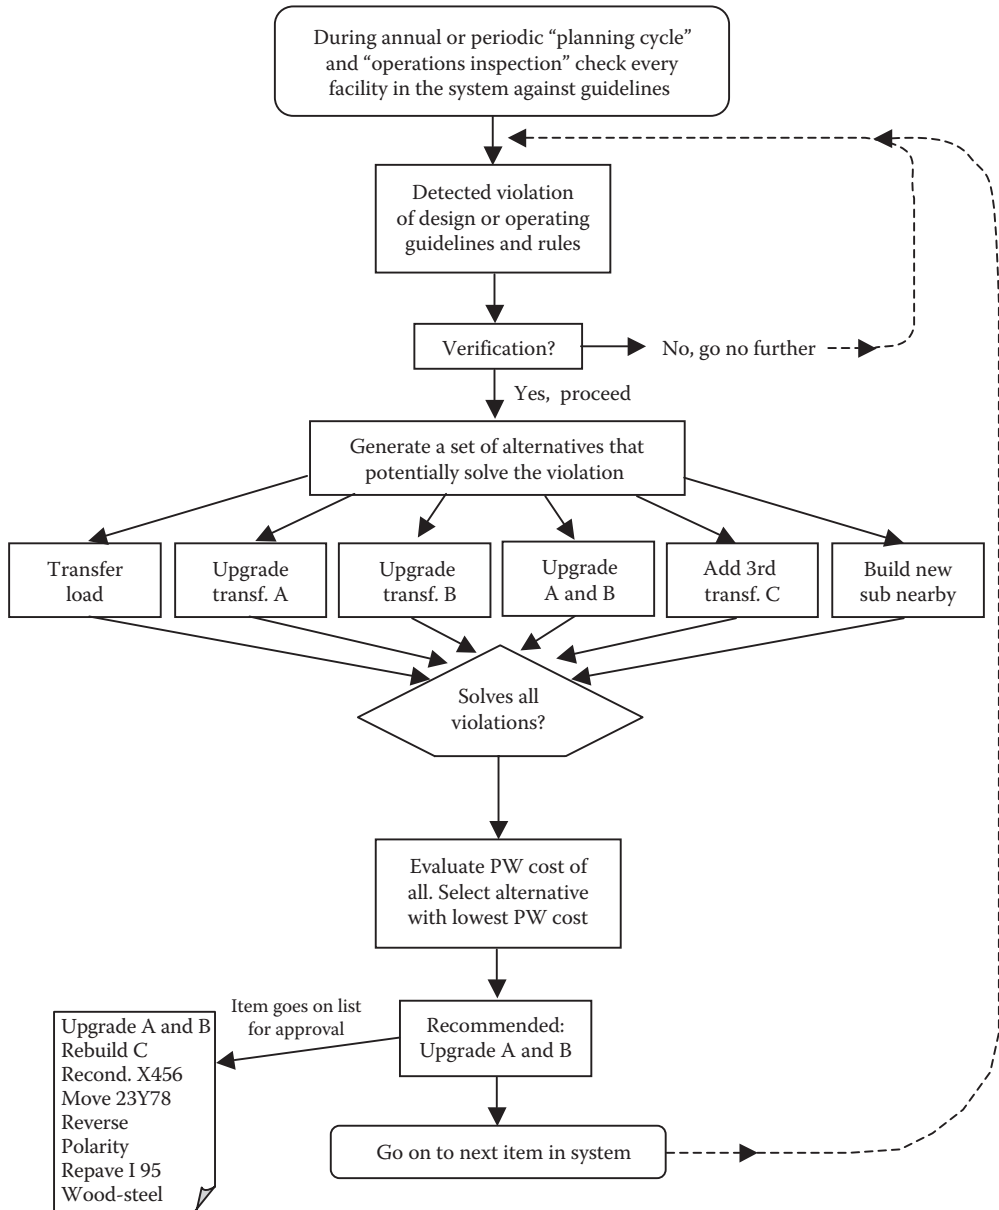 During annual or periodic “planning cycle”
and “operations inspection” check every
facility in the system against guidelines
Detected violation
of design or operating
guidelines and rules
Verification?
No, go no further
Yes, proceed
Generate a set of alternatives that
potentially solve the violation
Transfer
load
Upgrade
transf. A
Upgrade
transf. B
Upgrade
A and B
Add 3rd
transf. C
Build new
sub nearby
Solves all
violations?
Evaluate PW cost of
all. Select alternative
with lowest PW cost
Item goes on list
for approval
Recommended:
Upgrade A and B
Upgrade A and B
Rebuild C
Recond. X456
Move 23Y78
Reverse
Polarity
Repave I 95
Wood-steel
Go on to next item in system